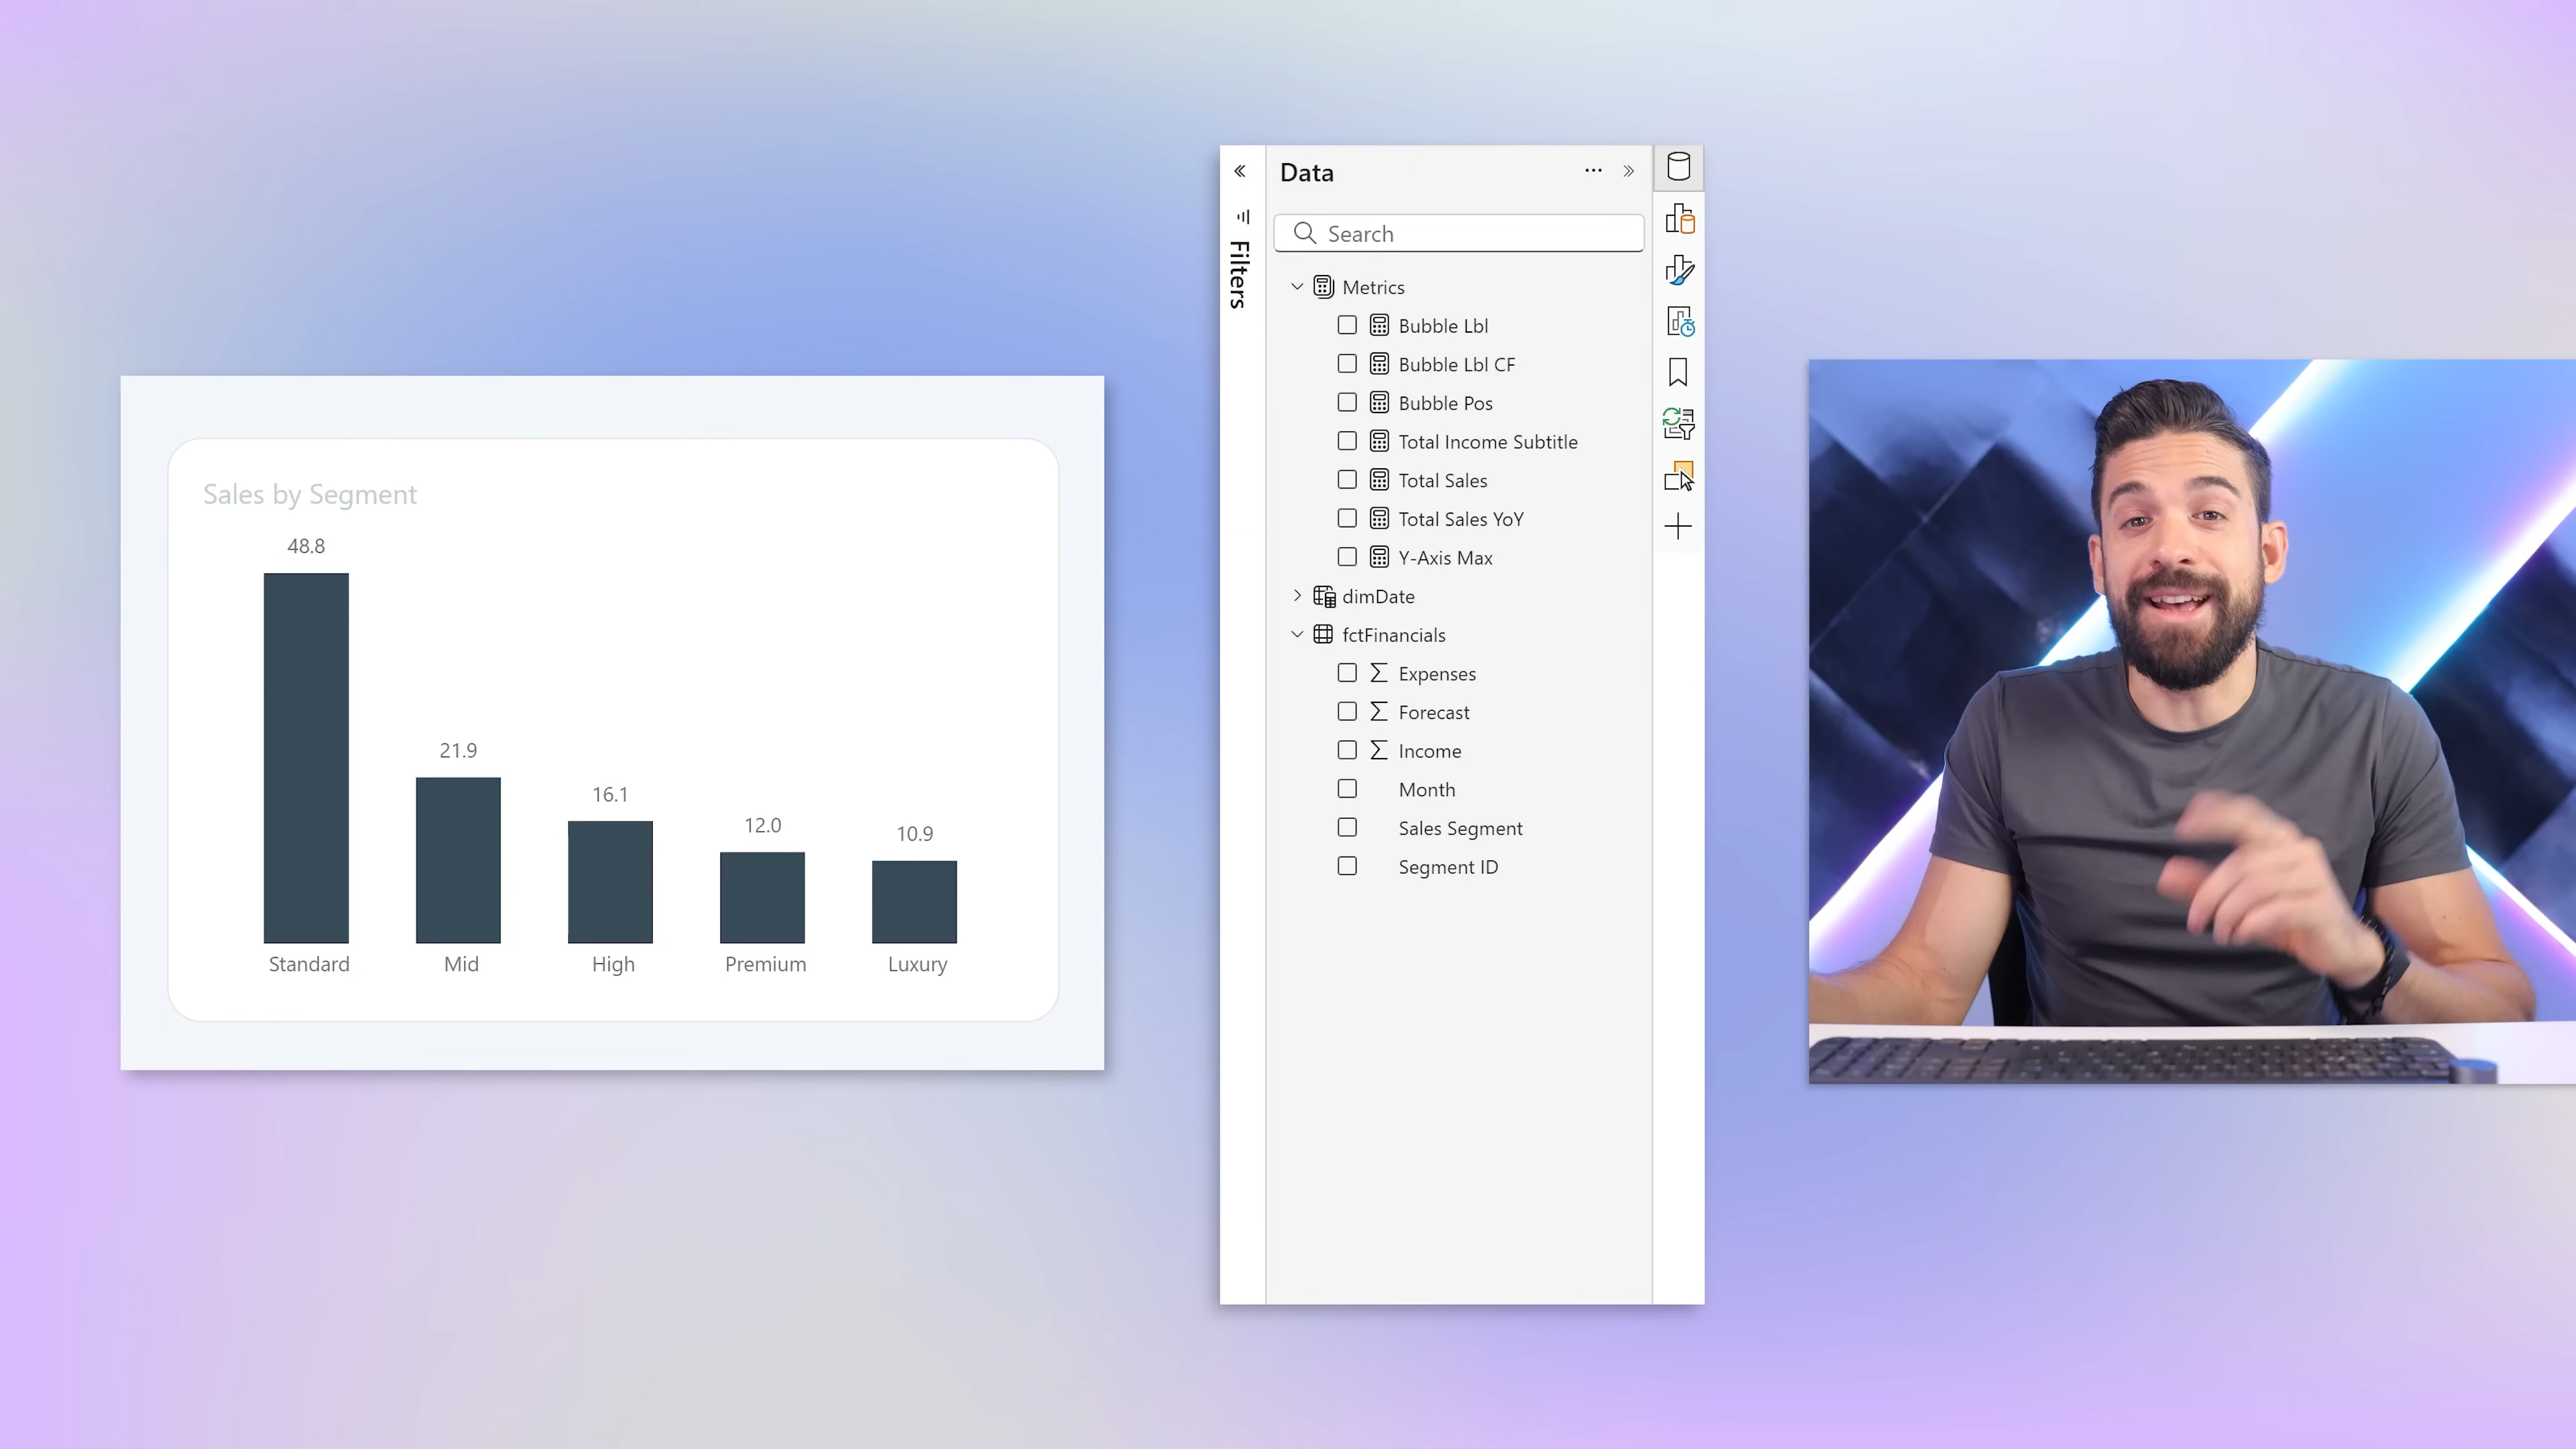 Sales by Segment
48.8
21.9
16.1
12.0
10.9
Standard
Mid
High
Premium
Luxury
Filters
Data
Search
Metrics
Bubble Lbl
Bubble Lbl CF
Bubble Pos
Total Income Subtitle
Total Sales
Total Sales YoY
Y-Axis Max
dimDate
fctFinancials
Expenses
Forecast
Income
Month
Sales Segment
Segment ID